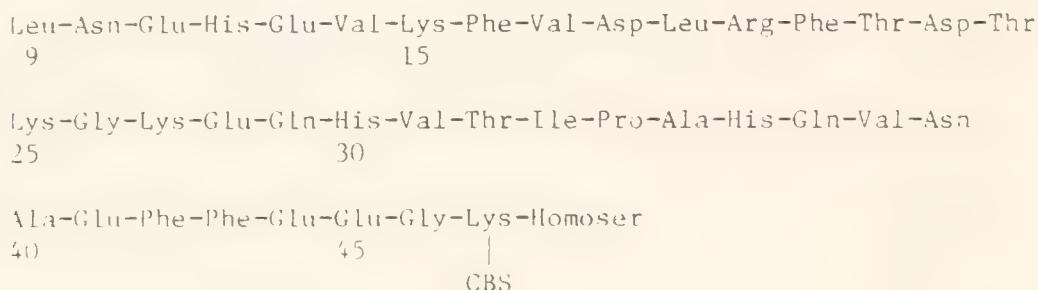 Leu-Asn-Glu-His-Glu-Val-Lys-Phe-Val-Asp-Leu-Arg-Phe-Thr-Asp-Thr
9 15
Lys-Gly-Lys-Glu-Gln-His-Val-Thr-Ile-Pro-Ala-His-Gln-Val-Asn
25 30
Ala-Glu-Phe-Phe-Glu-Glu-Gly-Lys-Homoser
40 45
CBS